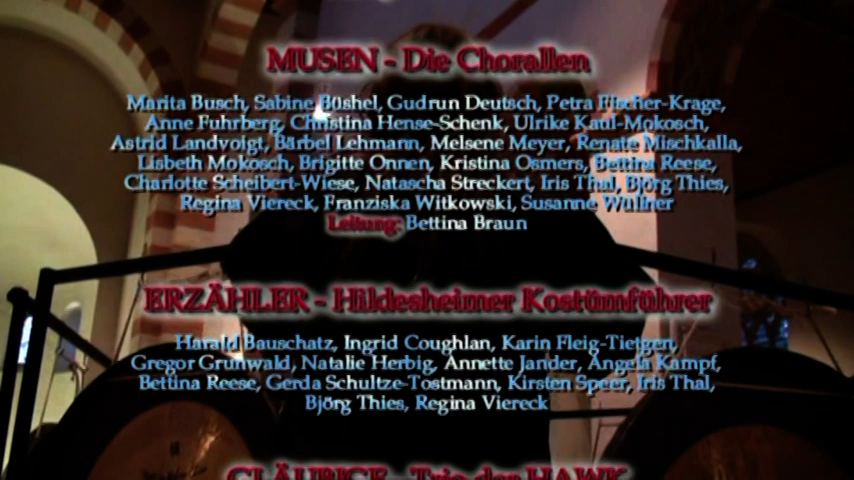 MUSEN - Die Chorallen
Marita Busch, Sabine Büshel, Gudrun Deutsch, Petra Fischer-Krage,
Anne Fuhrberg, Christina Hense-Schenk, Ulrike Kaul-Mokosch,
Astrid Landvoigt, Bärbel Lehmann, Melsene Meyer, Renate Mischkalla,
Lisbeth Mokosch, Brigitte Onnen, Kristina Osmers, Bettina Reese,
Charlotte Scheibert-Wiese, Natascha Streckert, Iris Thal, Björg Thies,
Regina Viereck, Franziska Witkowski, Susanne Wüllner
Leitung: Bettina Braun
ERZÄHLER - Hildesheimer Kostümführer
Harald Bauschatz, Ingrid Coughlan, Karin Fleig-Tietgen,
Gregor Grunwald, Natalie Herbig, Annette Jander, Angela Kampf,
Bettina Reese, Gerda Schultze-Tostmann, Kirsten Speer, Iris Thal,
Björg Thies, Regina Viereck
GLÄUBIGE - Trio der HAWK